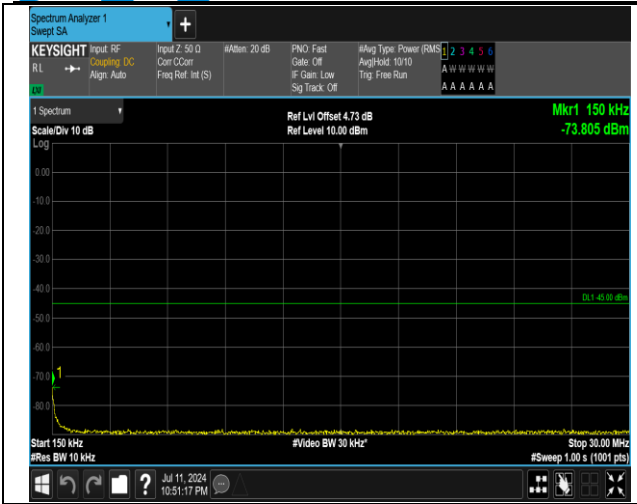 Spectrum Analyzer 1
Swept SA
+
KEYSIGHT
RL
LXI
Input: RF
Coupling: DC
Align: Auto
Input Z: 50 Ω
Corr CCorr
Freq Ref: Int (S)
#Atten: 20 dB
PNO: Fast
Gate: Off
IF Gain: Low
Sig Track: Off
#Avg Type: Power (RMS
Avg|Hold: 10/10
Trig: Free Run
1 2 3 4 5 6
A W W W W W
A A A A A A
1 Spectrum
Scale/Div 10 dB
Log
Ref Lvl Offset 4.73 dB
Ref Level 10.00 dBm
Mkr1 150 kHz
-73.805 dBm
0.00
-10.0
-20.0
-30.0
-40.0
DL1 -45.00 dBm
-50.0
-60.0
-70.0
1
-80.0
Start 150 kHz
#Res BW 10 kHz
#Video BW 30 kHz*
Stop 30.00 MHz
#Sweep 1.00 s (1001 pts)
?
Jul 11, 2024
10:51:17 PM